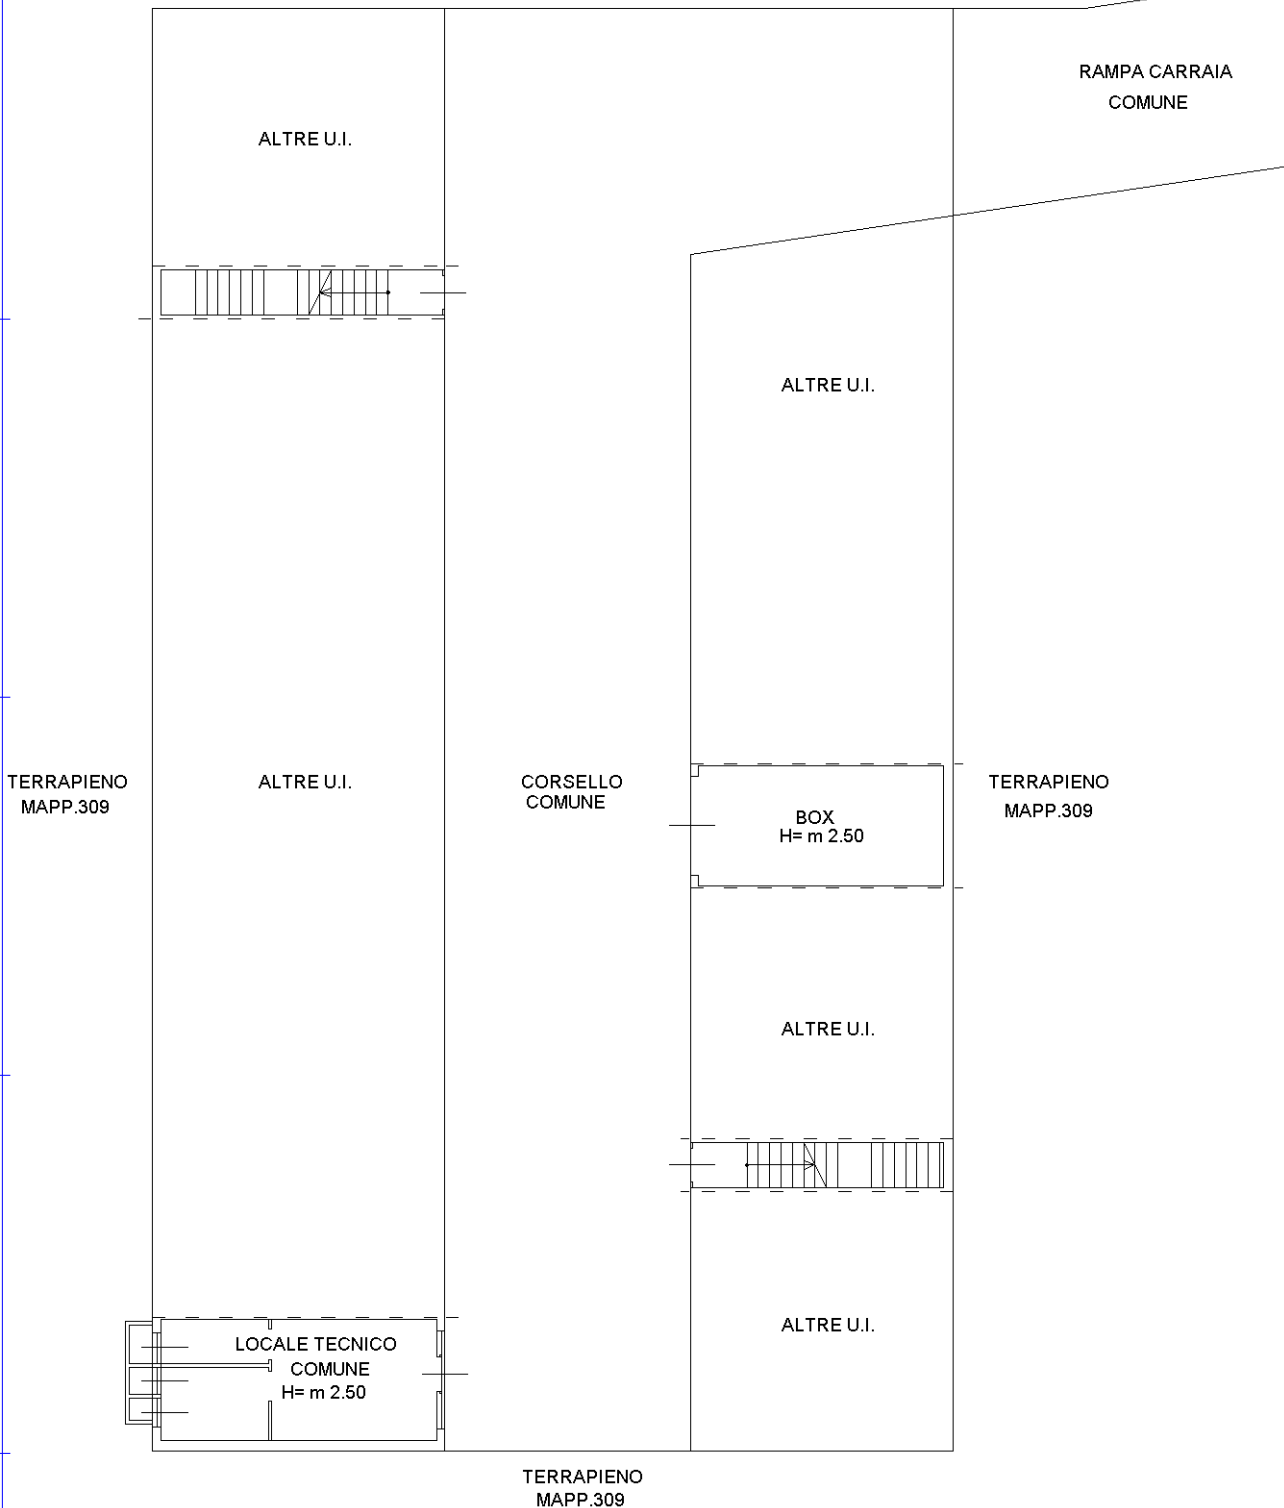 RAMPA CARRAIA
COMUNE
ALTRE U.I.
ALTRE U.I.
TERRAPIENO
MAPP.309
ALTRE U.I.
CORSELLO
COMUNE
BOX
H= m 2.50
TERRAPIENO
MAPP.309
ALTRE U.I.
ALTRE U.I.
LOCALE TECNICO
COMUNE
H= m 2.50
TERRAPIENO
MAPP.309